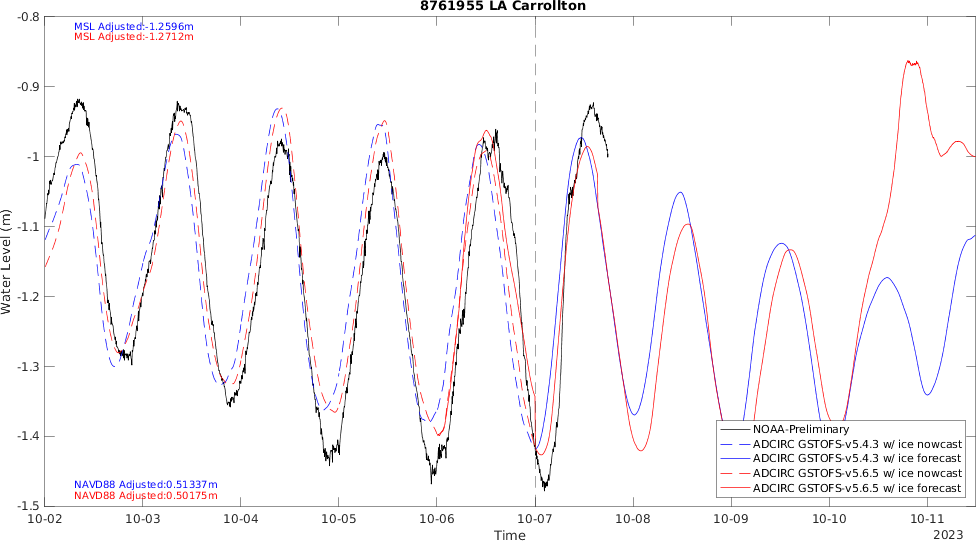 8761955 LA Carrollton
MSL Adjusted:-1.2596m
MSL Adjusted:-1.2712m
-0.8
-0.9
-1
-1.1
-1.2
-1.3
-1.4
-1.5
Water Level (m)
NAVD88 Adjusted:0.51337m
NAVD88 Adjusted:0.50175m
NOAA-Preliminary
ADCIRC GSTOFS-v5.4.3 w/ ice nowcast
ADCIRC GSTOFS-v5.4.3 w/ ice forecast
ADCIRC GSTOFS-v5.6.5 w/ ice nowcast
ADCIRC GSTOFS-v5.6.5 w/ ice forecast
10-02 10-03 10-04 10-05 10-06 10-07 10-08 10-09 10-10 10-11
Time
2023